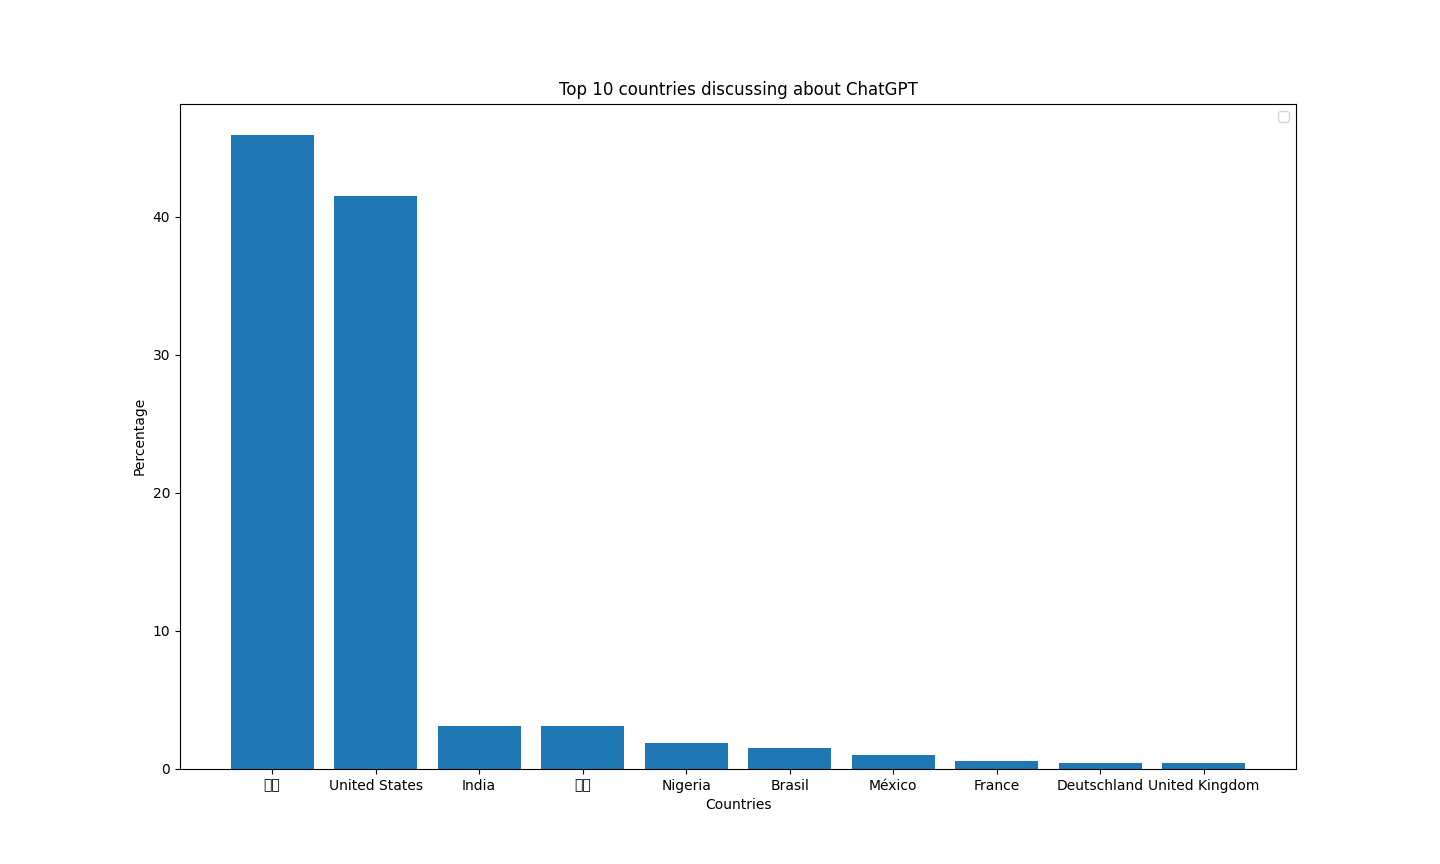 Top 10 countries discussing about ChatGPT
Percentage
40
30
20
10
0
United States India Nigeria Brasil México France Deutschland United Kingdom
Countries